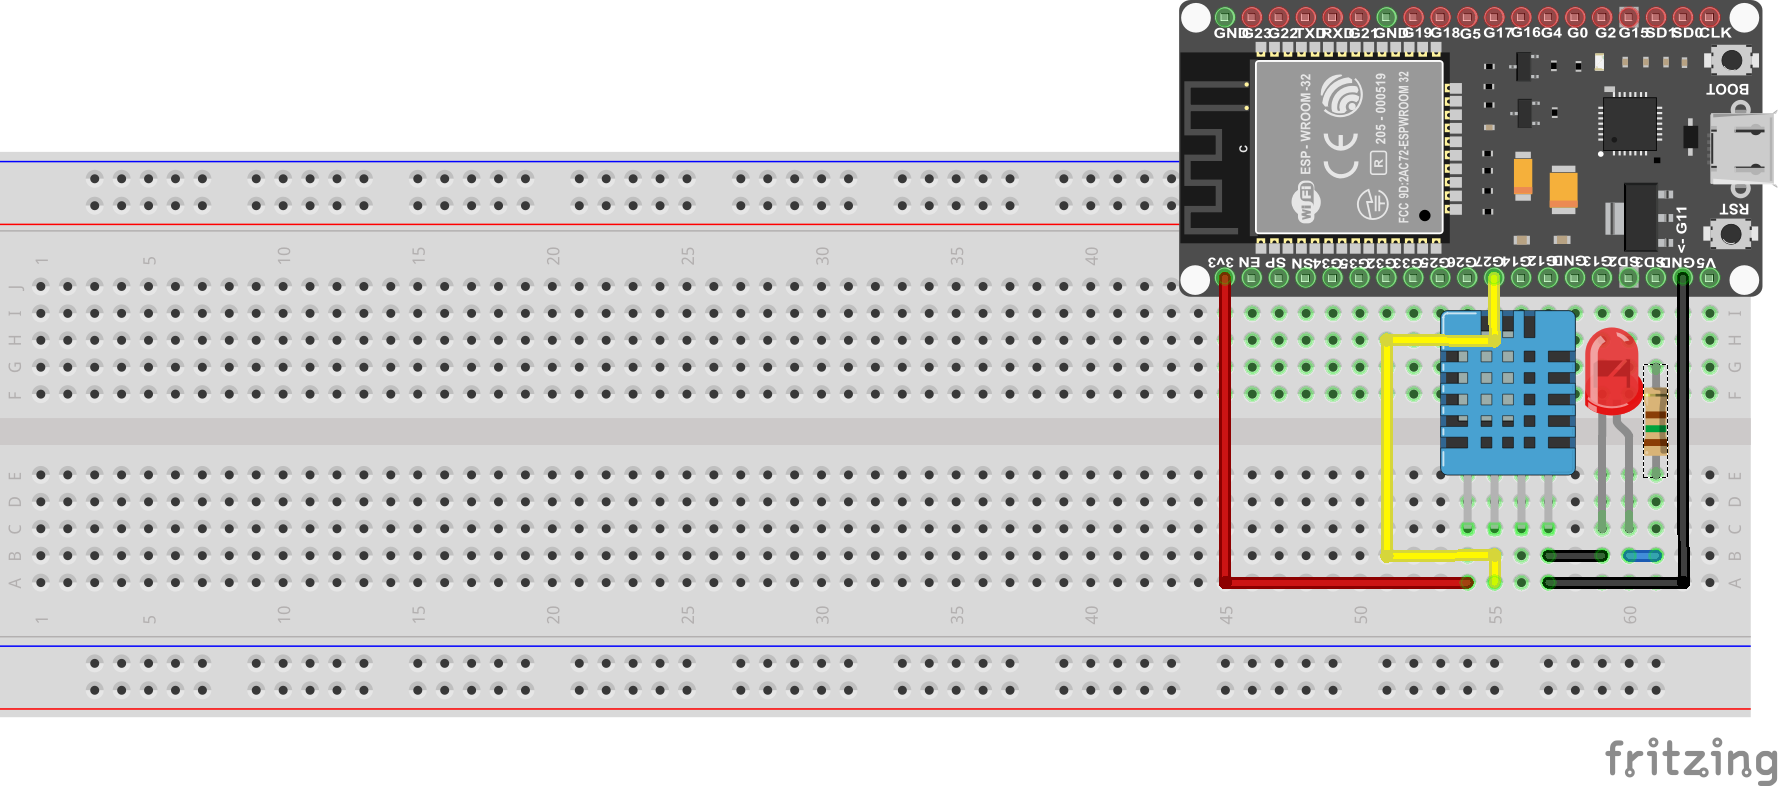 GND G23 G22 TXD RXD G21 GND G19 G18 G5 G17 G16 G4 G0 G2 G15 SD1 SD0 CLK
BOOT
ESP - WROOM-32
205 - 000519
FCC 9D:2AC72-ESPWROOM 32
CE
R
WiFi
C
RST
<- G11
3v3 EN SP SN G34 G35 G32 G33 G25 G26 G27 G14 G12 GND G13 SD2 SD3 GND V5
1 5 10 15 20 25 30 35 40
J
I I
H H
G G
F F
E E
D D
C C
B B
A A
1 5 10 15 20 25 30 35 40 45 50 55 60
fritzing